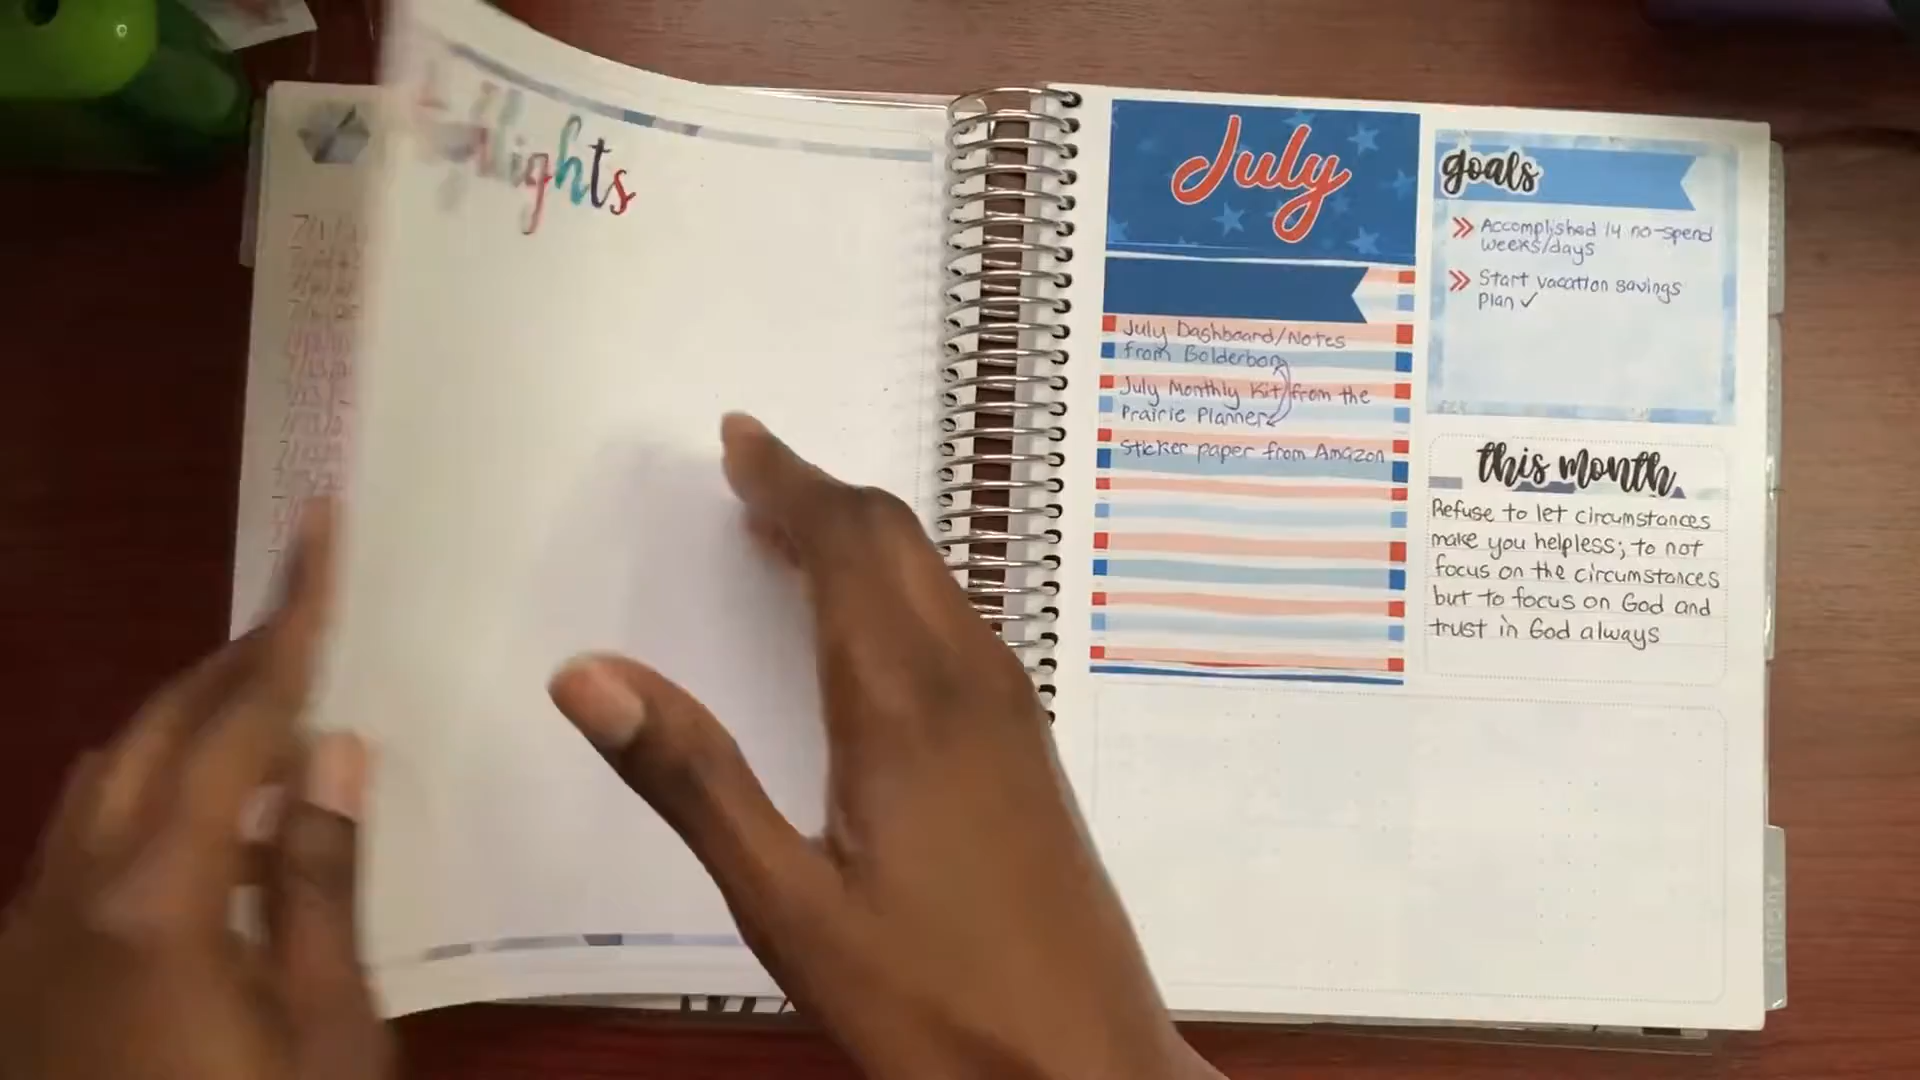 July
July Dashboard/Notes
from Bolderbon
July Monthly Kit from the
Prairie Planner
Sticker paper from Amazon
goals
Accomplished 14 no-spend
weeks/days
Start vacation savings
Plan ✓
this month
Refuse to let circumstances
make you helpless; to not
focus on the circumstances
but to focus on God and
trust in God always
AUGUST